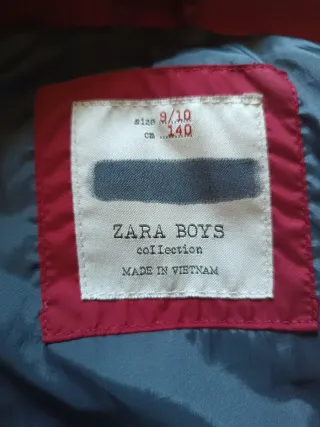 size 9/10
cm 140
ZARA BOYS
collection
MADE IN VIETNAM